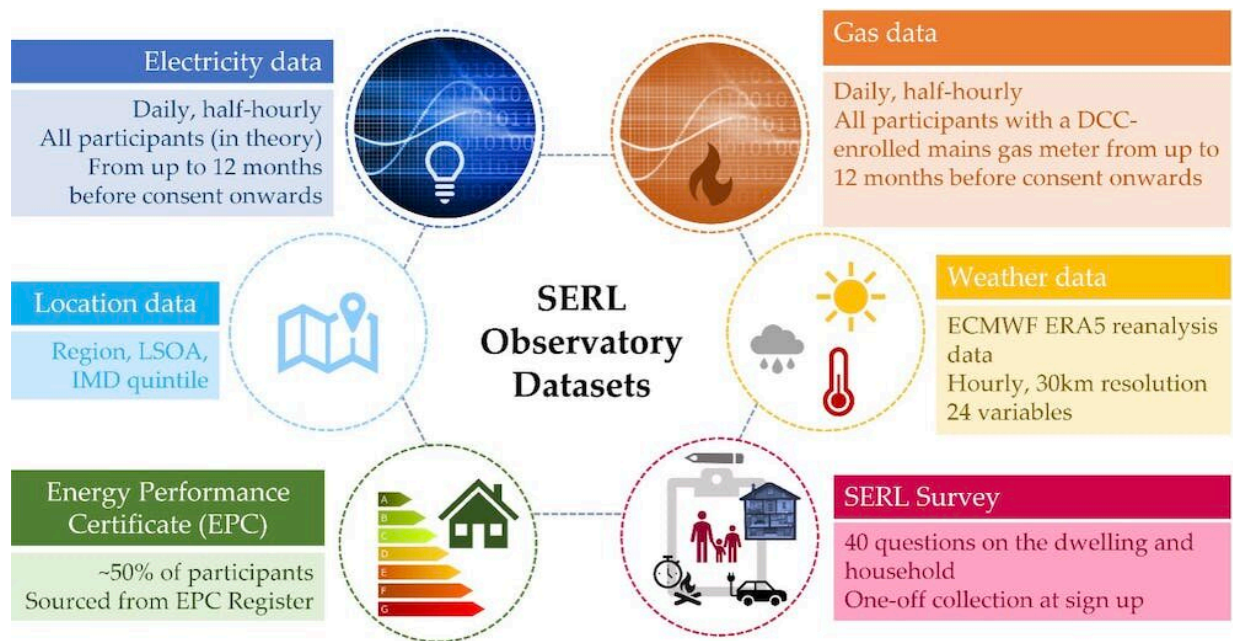 Electricity data
Daily, half-hourly
All participants (in theory)
From up to 12 months
before consent onwards
Gas data
Daily, half-hourly
All participants with a DCC-
enrolled mains gas meter from up to
12 months before consent onwards
Location data
Region, LSOA,
IMD quintile
SERL
Observatory
Datasets
Weather data
ECMWF ERA5 reanalysis
data
Hourly, 30km resolution
24 variables
Energy Performance
Certificate (EPC)
~50% of participants
Sourced from EPC Register
A
B
C
D
E
F
G
SERL Survey
40 questions on the dwelling and
household
One-off collection at sign up